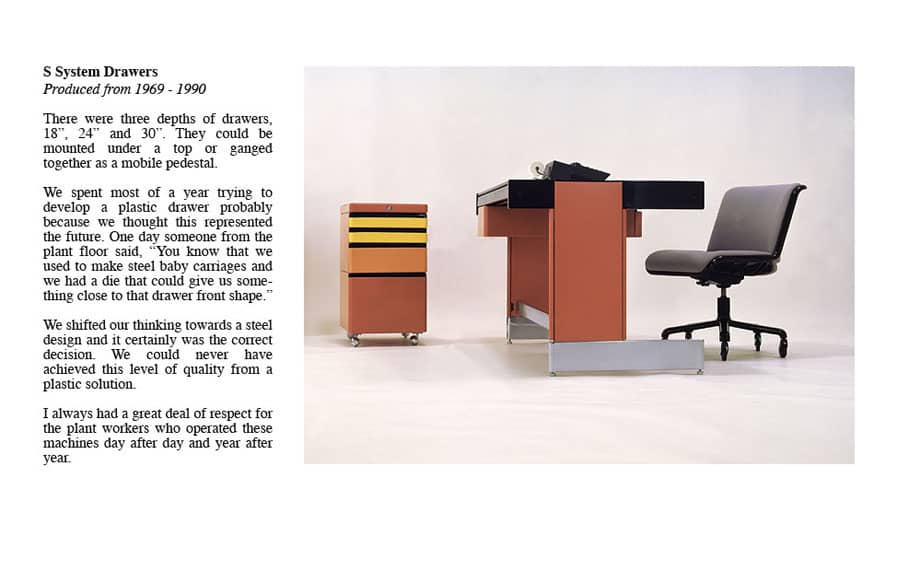 S System Drawers
Produced from 1969 - 1990
There were three depths of drawers,
18”, 24” and 30”. They could be
mounted under a top or ganged
together as a mobile pedestal.
We spent most of a year trying to
develop a plastic drawer probably
because we thought this represented
the future. One day someone from the
plant floor said, “You know that we
used to make steel baby carriages and
we had a die that could give us some-
thing close to that drawer front shape.”
We shifted our thinking towards a steel
design and it certainly was the correct
decision. We could never have
achieved this level of quality from a
plastic solution.
I always had a great deal of respect for
the plant workers who operated these
machines day after day and year after
year.